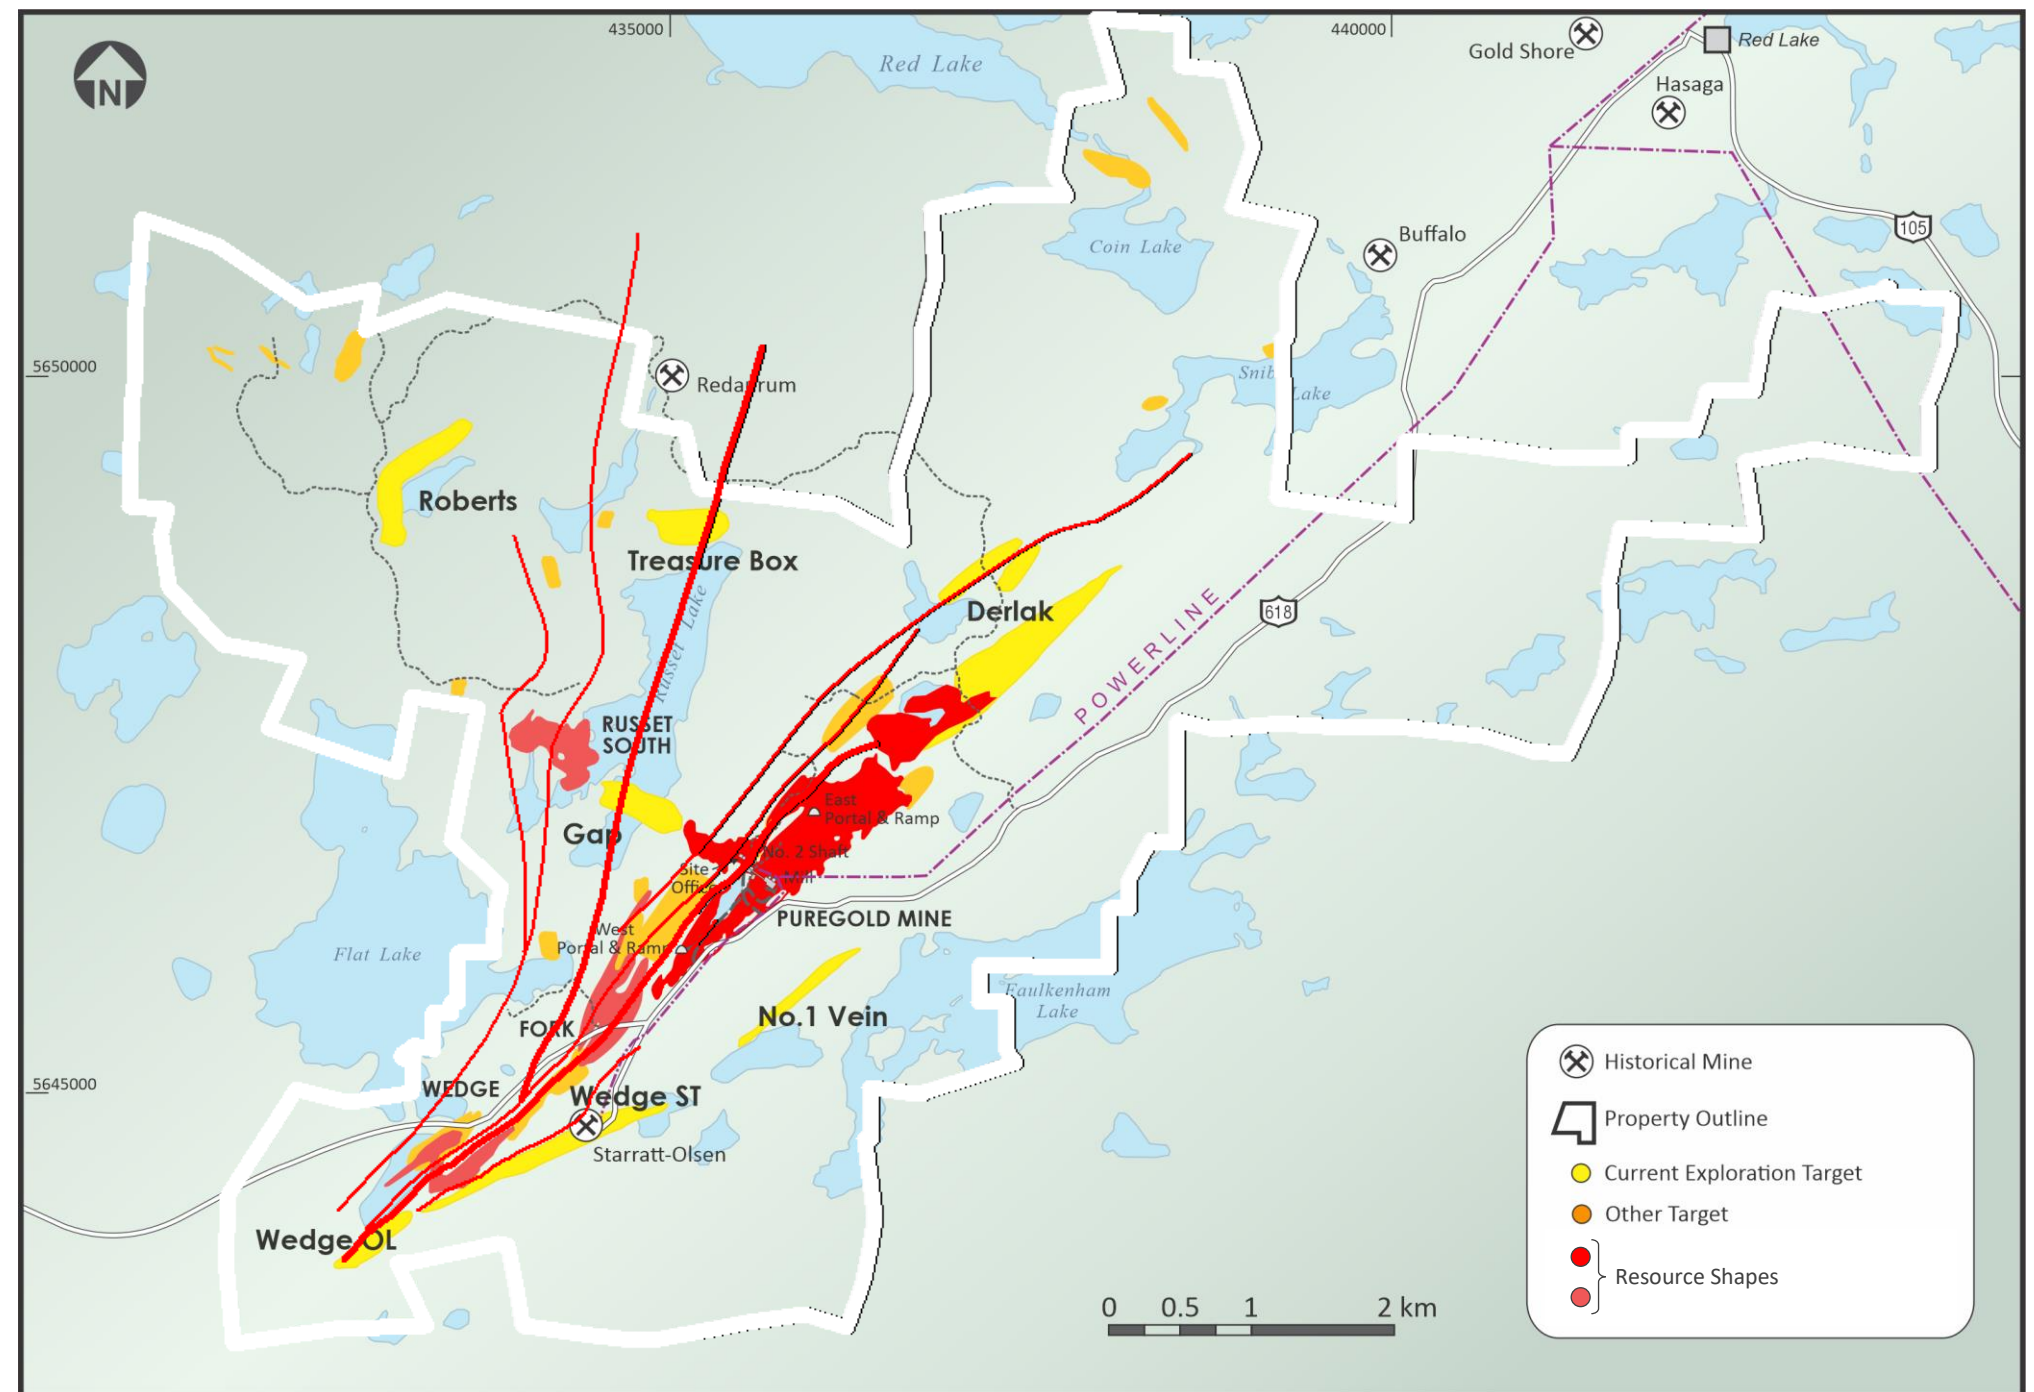 435000
440000
N
Red Lake
Gold Shore
Red Lake
Hasaga
105
Buffalo
Coin Lake
5650000
Redaurum
Lake
Roberts
Treasure Box
Russet Lake
Derlak
618
POWERLINE
RUSSET
SOUTH
East
Portal & Ramp
Gap
No. 2 Shaft
Site
Office
Mill
PUREGOLD MINE
West
Portal & Ramp
Flat Lake
Faulkenham
Lake
No.1 Vein
FORK
5645000
WEDGE
Wedge ST
Starratt-Olsen
Wedge OL
Historical Mine
Property Outline
Current Exploration Target
Other Target
Resource Shapes
0 0.5 1 2 km